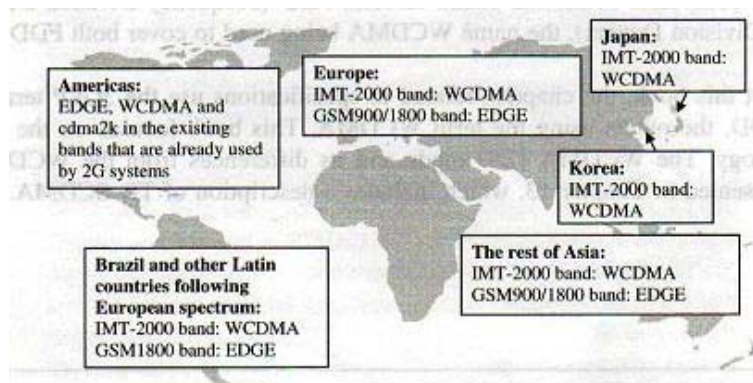 Americas:
EDGE, WCDMA and
cdma2k in the existing
bands that are already used
by 2G systems
Europe:
IMT-2000 band: WCDMA
GSM900/1800 band: EDGE
Japan:
IMT-2000 band:
WCDMA
Korea:
IMT-2000 band:
WCDMA
Brazil and other Latin
countries following
European spectrum:
IMT-2000 band: WCDMA
GSM1800 band: EDGE
The rest of Asia:
IMT-2000 band: WCDMA
GSM900/1800 band: EDGE